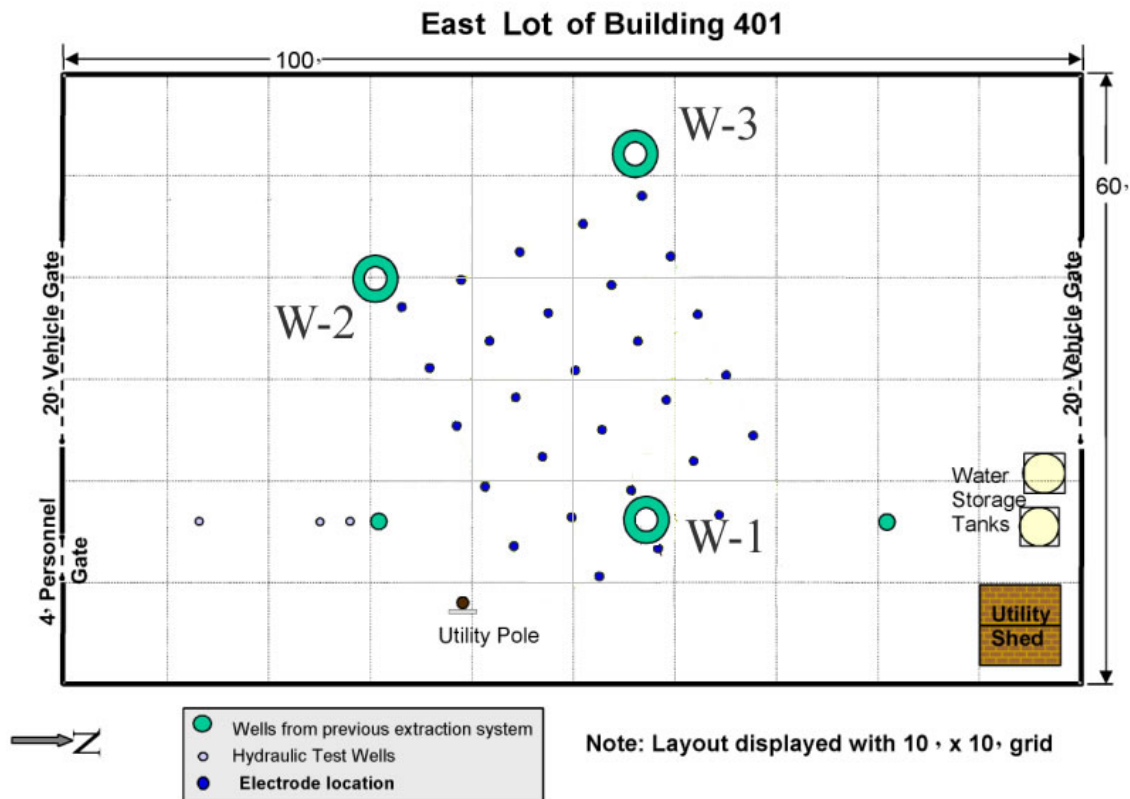 East Lot of Building 401
100,
W-3
60,
20, Vehicle Gate
W-2
20, Vehicle Gate
Water
Storage
Tanks
W-1
4, Personnel
Gate
Utility
Shed
Utility Pole
N
Wells from previous extraction system
Hydraulic Test Wells
Electrode location
Note: Layout displayed with 10 , x 10, grid